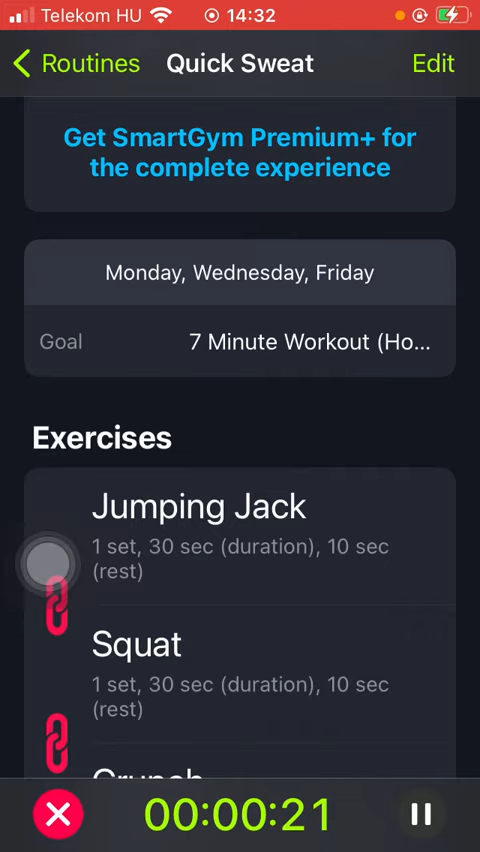 Telekom HU 14:32
Routines Quick Sweat Edit
Get SmartGym Premium+ for
the complete experience
Monday, Wednesday, Friday
Goal 7 Minute Workout (Ho...
Exercises
Jumping Jack
1 set, 30 sec (duration), 10 sec
(rest)
Squat
1 set, 30 sec (duration), 10 sec
(rest)
Crunch
00:00:21